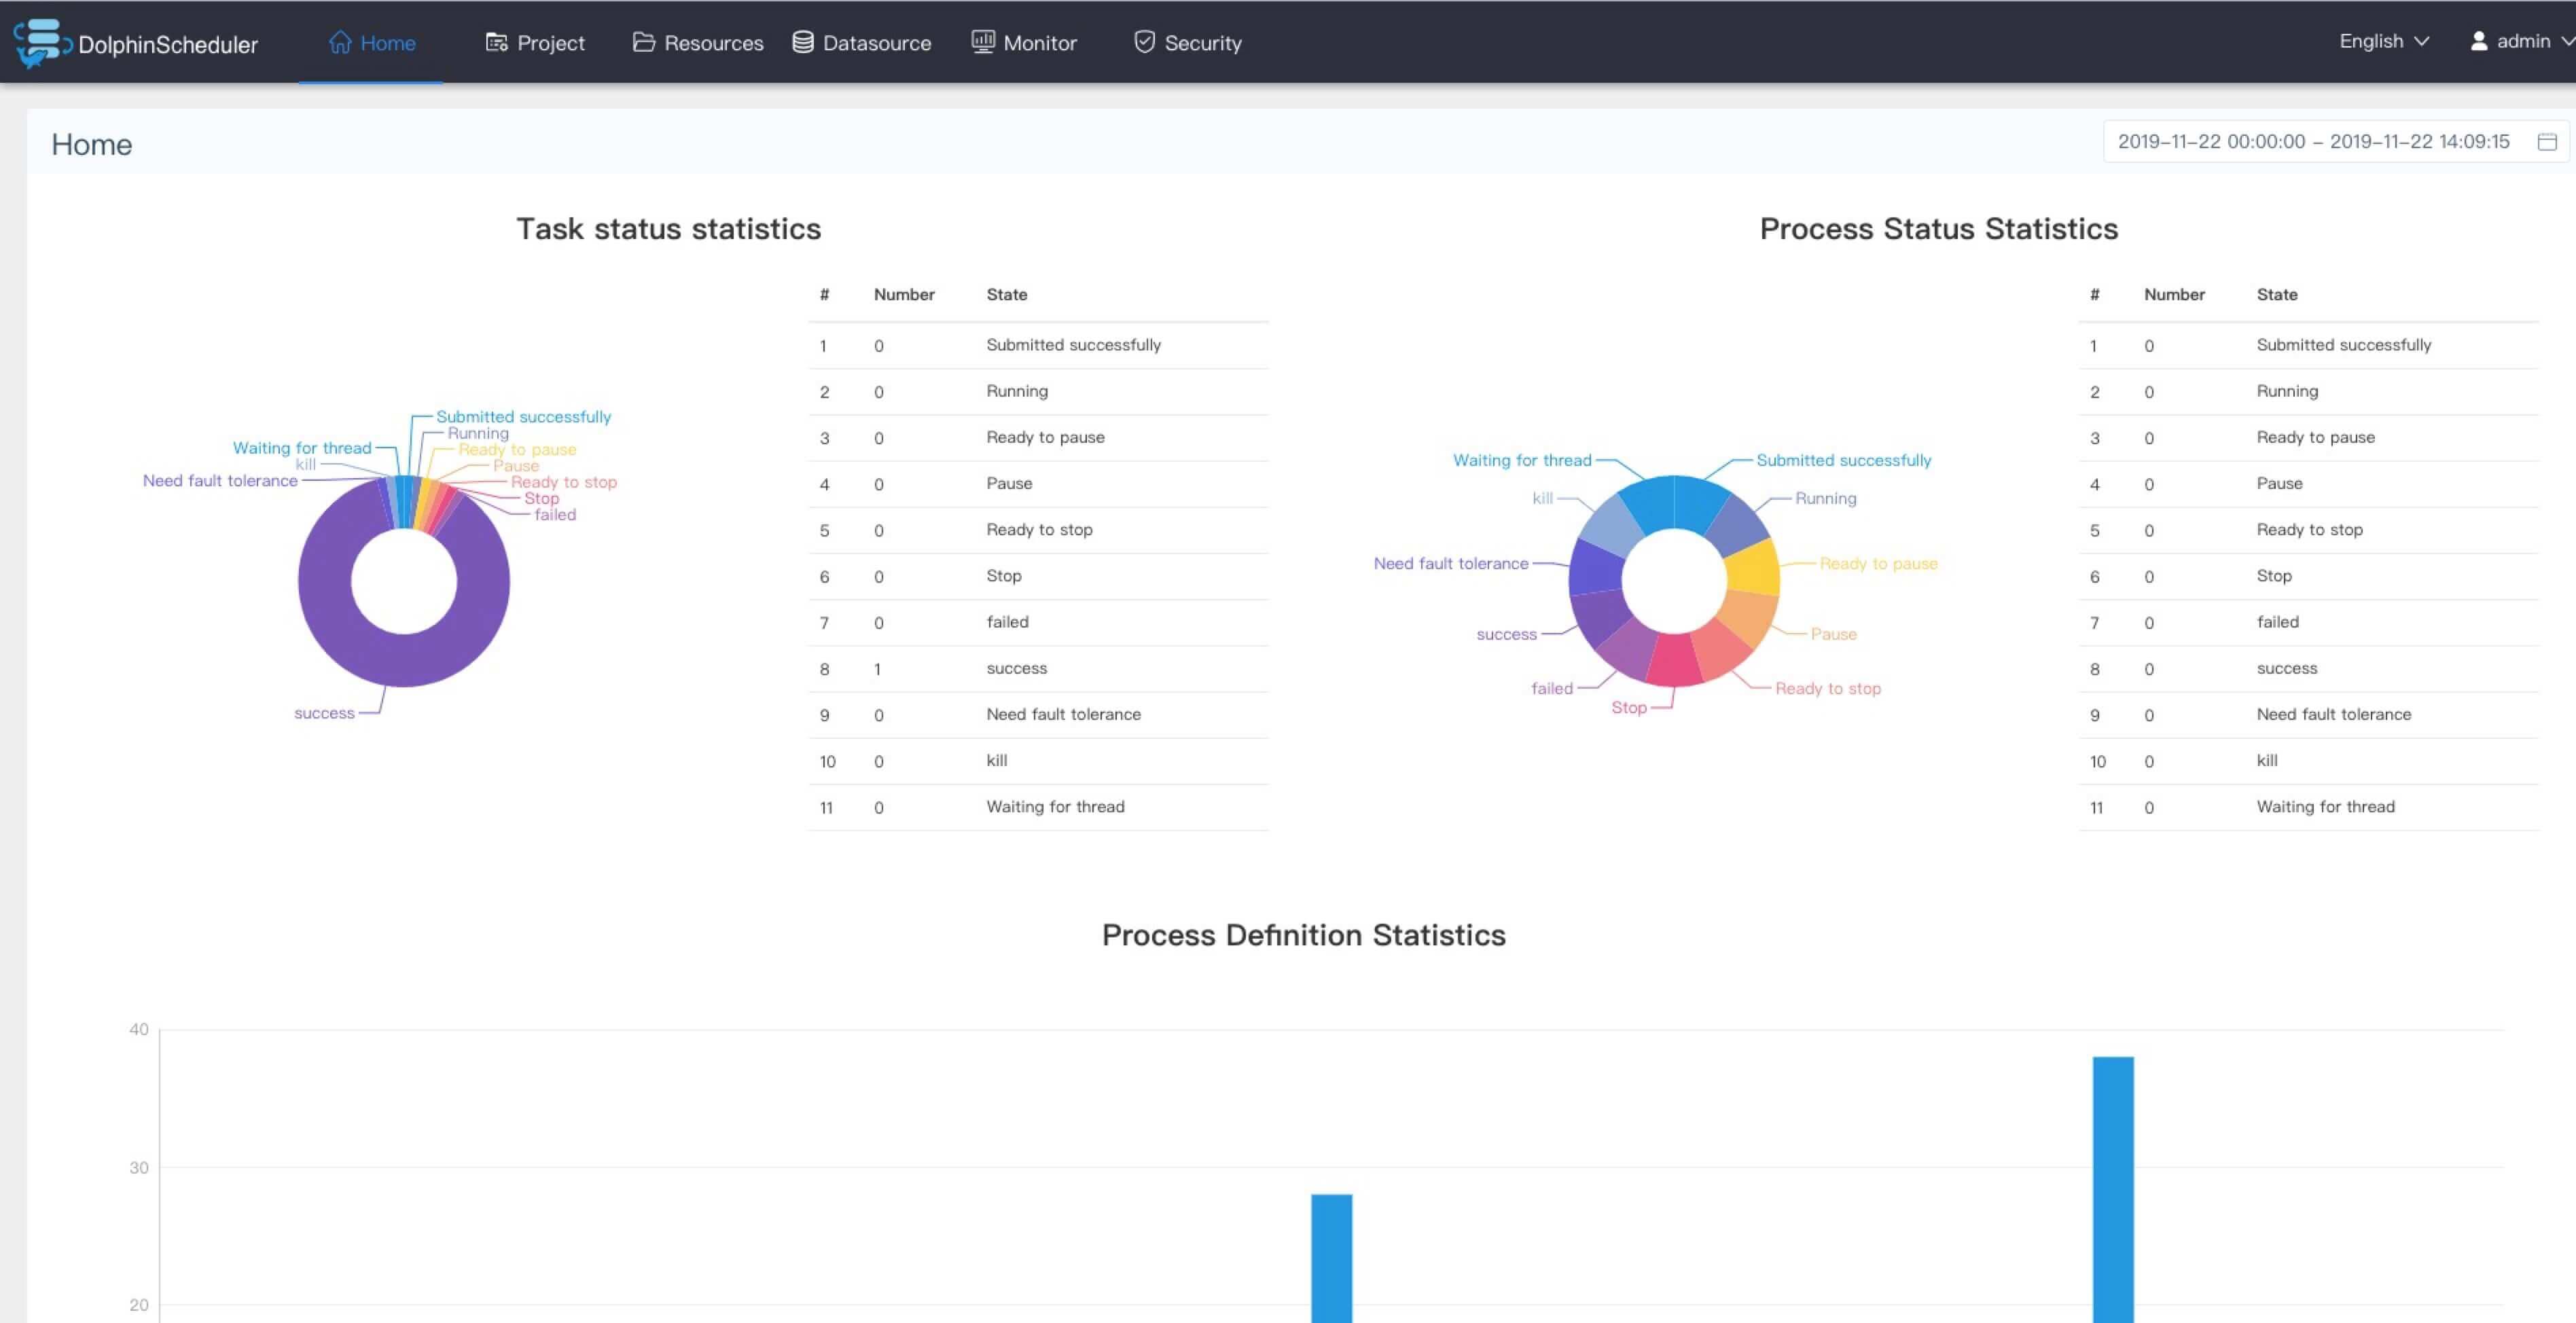 DolphinScheduler Home Project Resources Datasource Monitor Security English admin
Home 2019-11-22 00:00:00 - 2019-11-22 14:09:15
Task status statistics
Submitted successfully
Running
Waiting for thread
Ready to pause
kill
Pause
Need fault tolerance
Ready to stop
Stop
failed
success
# Number State
1 0 Submitted successfully
2 0 Running
3 0 Ready to pause
4 0 Pause
5 0 Ready to stop
6 0 Stop
7 0 failed
8 1 success
9 0 Need fault tolerance
10 0 kill
11 0 Waiting for thread
Process Status Statistics
Waiting for thread
Submitted successfully
kill
Running
Need fault tolerance
Ready to pause
success
Pause
failed
Ready to stop
Stop
# Number State
1 0 Submitted successfully
2 0 Running
3 0 Ready to pause
4 0 Pause
5 0 Ready to stop
6 0 Stop
7 0 failed
8 0 success
9 0 Need fault tolerance
10 0 kill
11 0 Waiting for thread
Process Definition Statistics
40
30
20